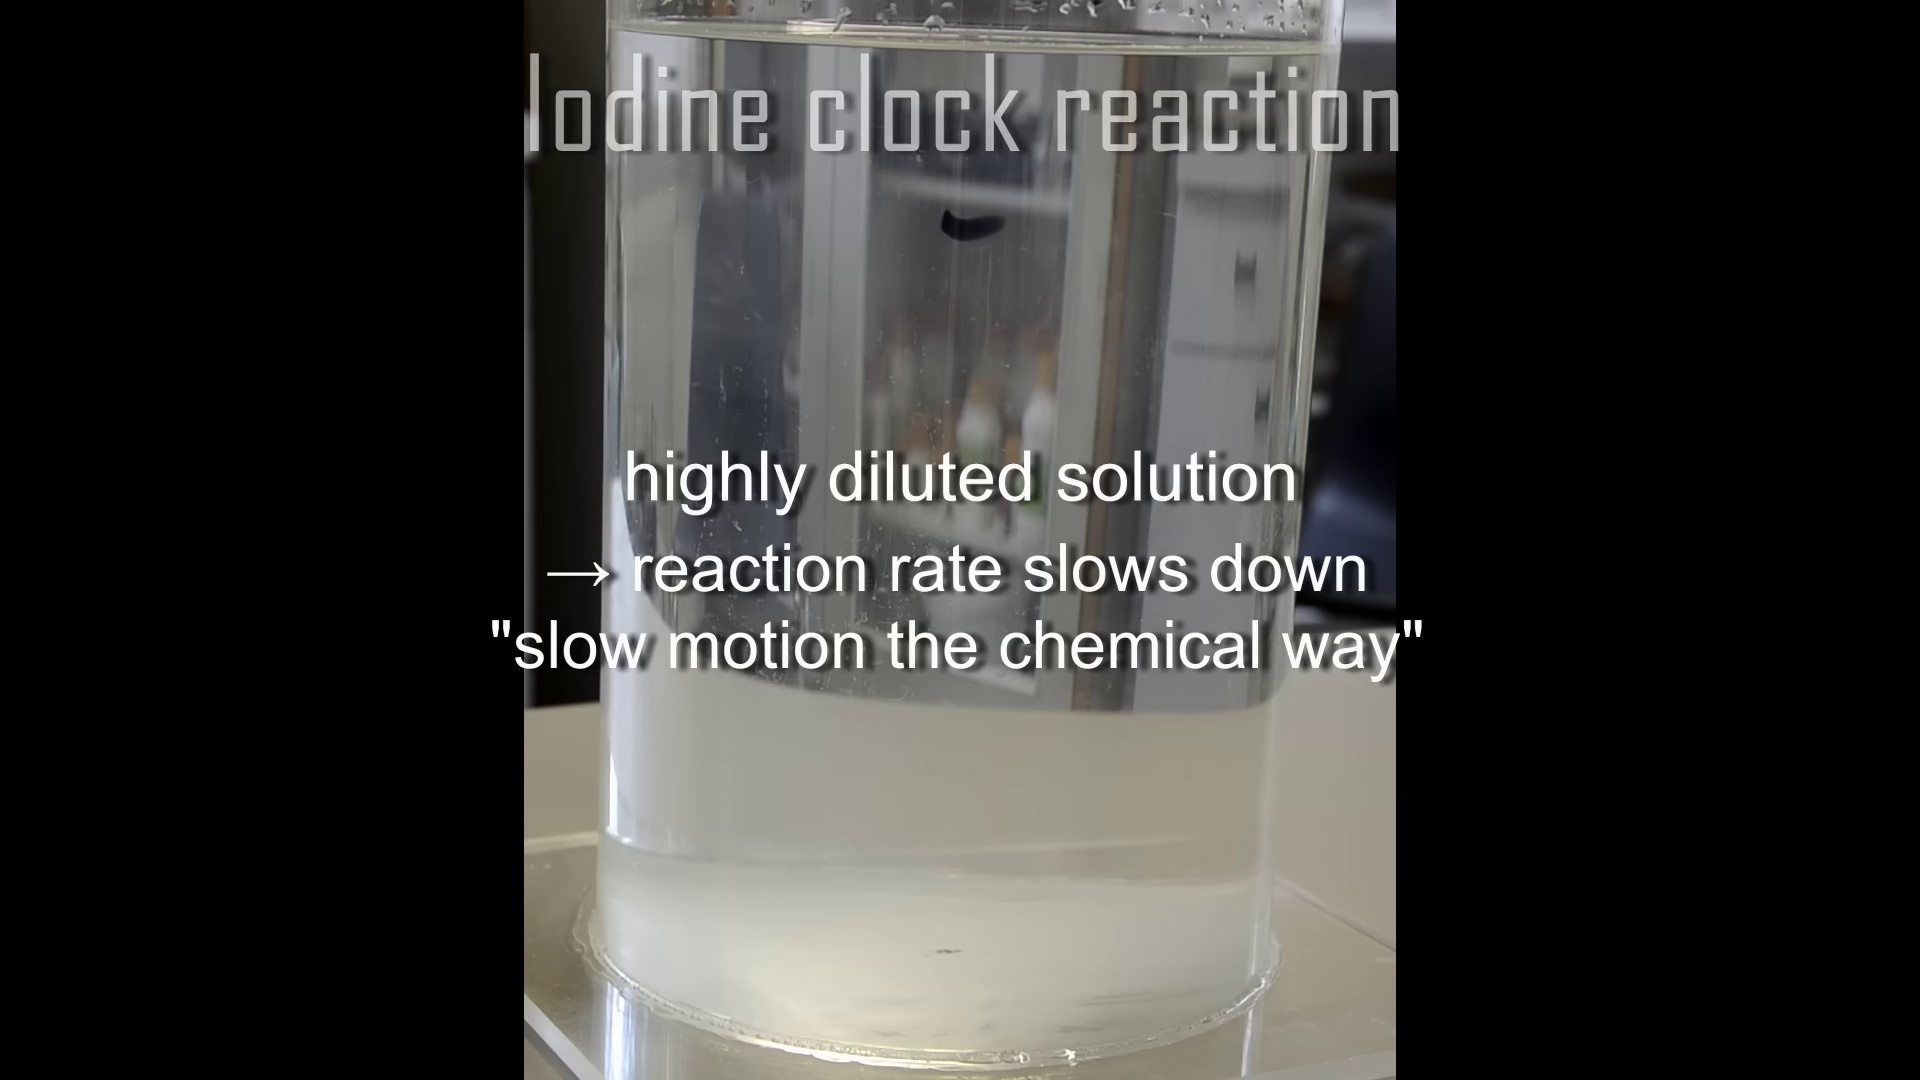 Iodine clock reaction
highly diluted solution
→ reaction rate slows down
"slow motion the chemical way"